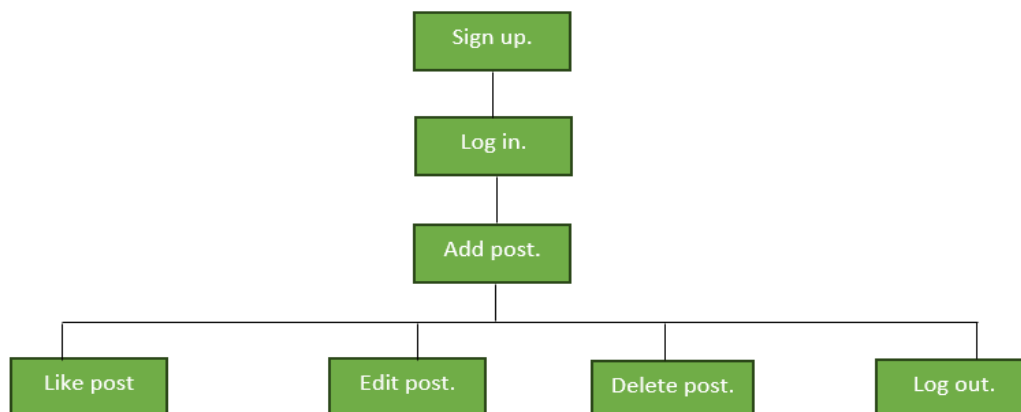 Sign up.
Log in.
Add post.
Like post
Edit post.
Delete post.
Log out.